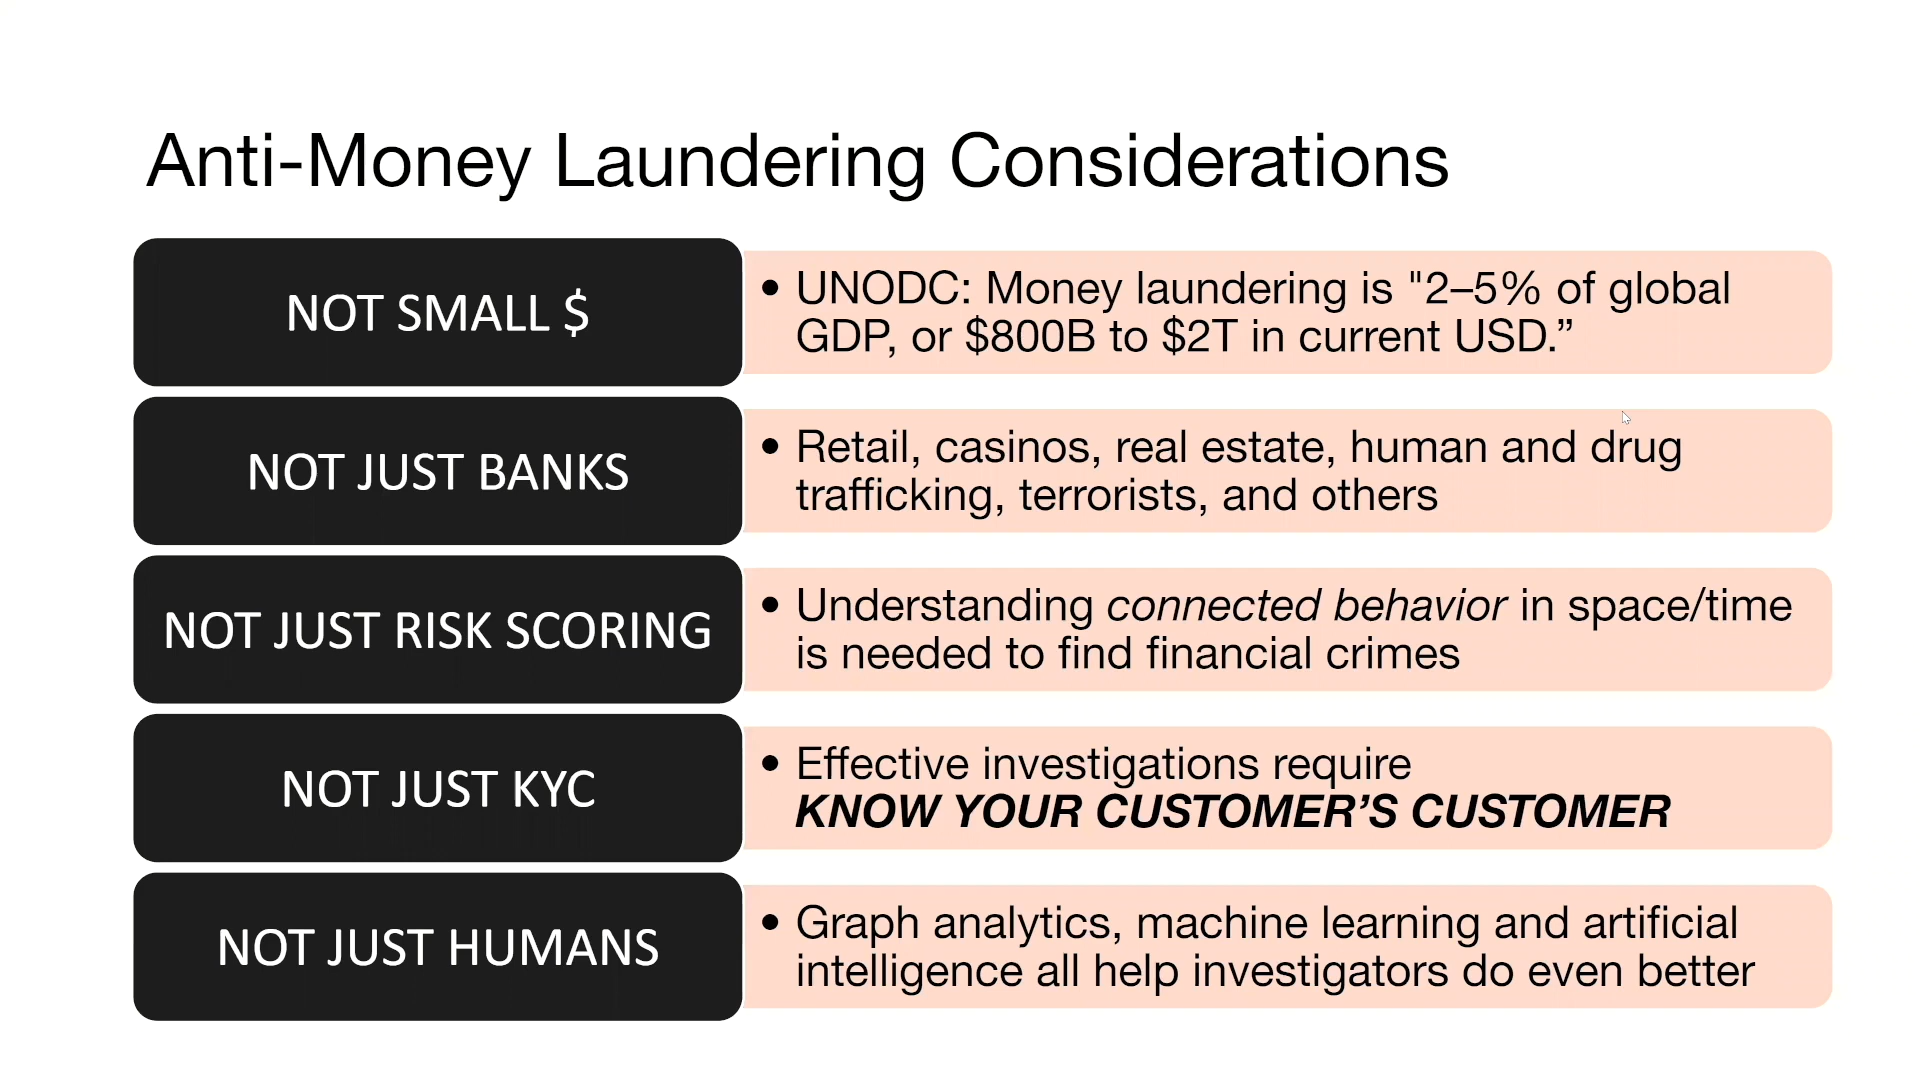 Anti-Money Laundering Considerations
NOT SMALL $
• UNODC: Money laundering is "2–5% of global
GDP, or $800B to $2T in current USD.”
NOT JUST BANKS
• Retail, casinos, real estate, human and drug
trafficking, terrorists, and others
NOT JUST RISK SCORING
• Understanding connected behavior in space/time
is needed to find financial crimes
NOT JUST KYC
• Effective investigations require
KNOW YOUR CUSTOMER’S CUSTOMER
NOT JUST HUMANS
• Graph analytics, machine learning and artificial
intelligence all help investigators do even better